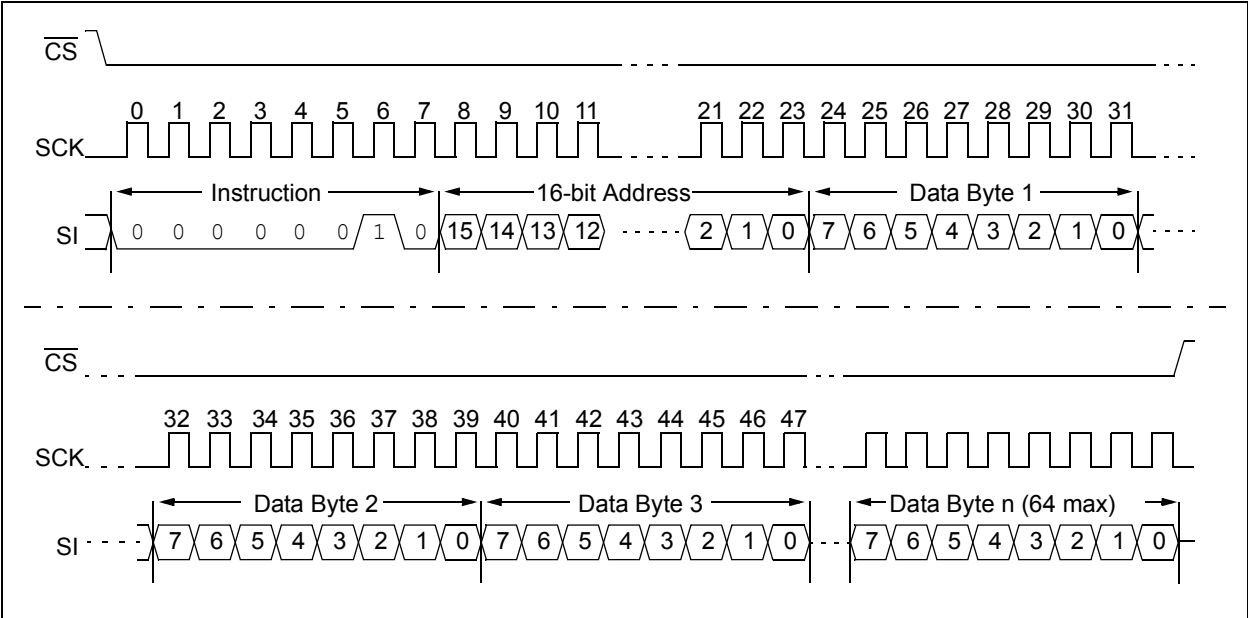 CS
0 1 2 3 4 5 6 7 8 9 10 11 21 22 23 24 25 26 27 28 29 30 31
SCK
Instruction 16-bit Address Data Byte 1
SI 0 0 0 0 0 0 1 0 15 14 13 12 2 1 0 7 6 5 4 3 2 1 0
CS
32 33 34 35 36 37 38 39 40 41 42 43 44 45 46 47
SCK
Data Byte 2 Data Byte 3 Data Byte n (64 max)
SI 7 6 5 4 3 2 1 0 7 6 5 4 3 2 1 0 7 6 5 4 3 2 1 0